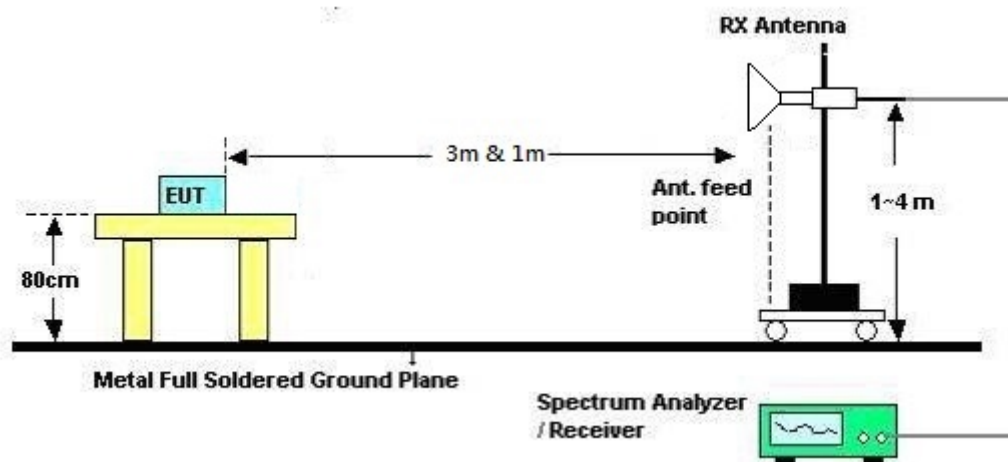 RX Antenna
3m & 1m
EUT
Ant. feed
point
1~4 m
80cm
Metal Full Soldered Ground Plane
Spectrum Analyzer
/ Receiver